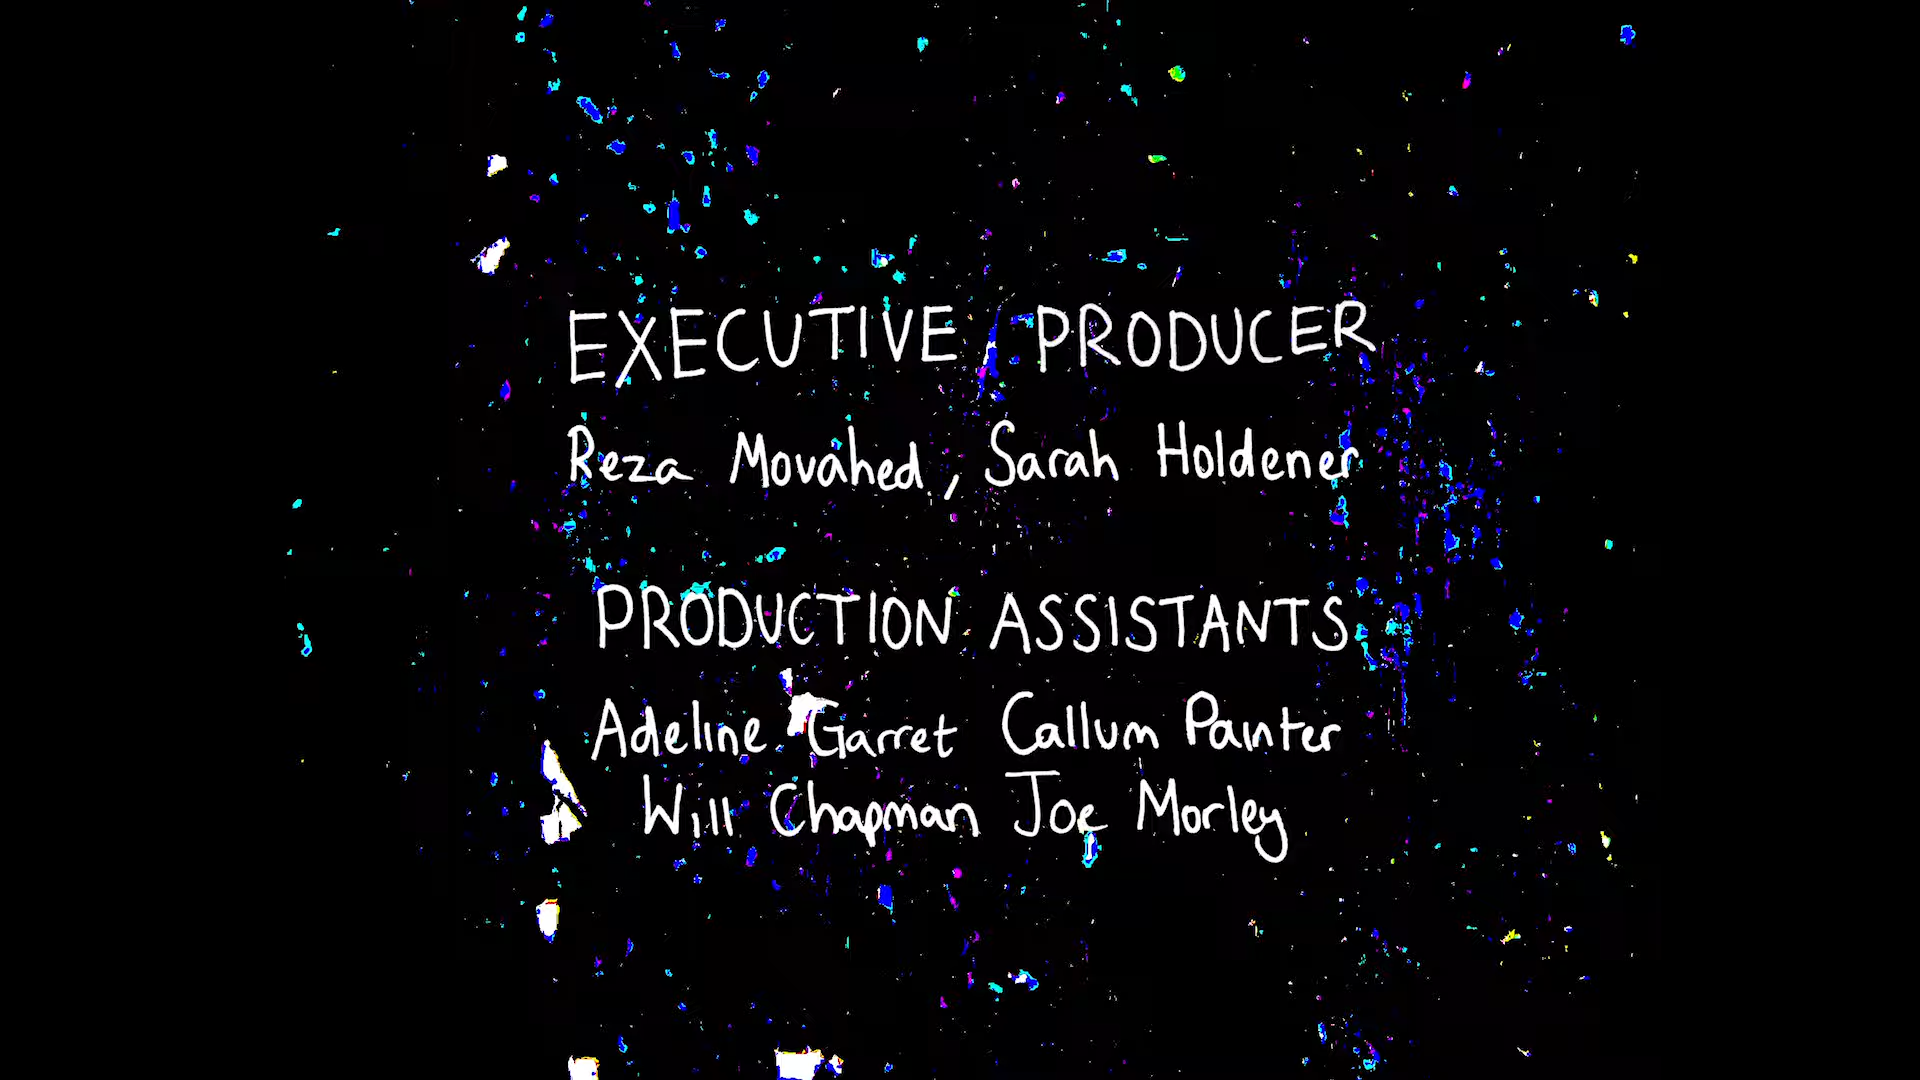 EXECUTIVE PRODUCER
Reza Movahed, Sarah Holdener
PRODUCTION ASSISTANTS
Adeline Garret Callum Painter
Will Chapman Joe Morley